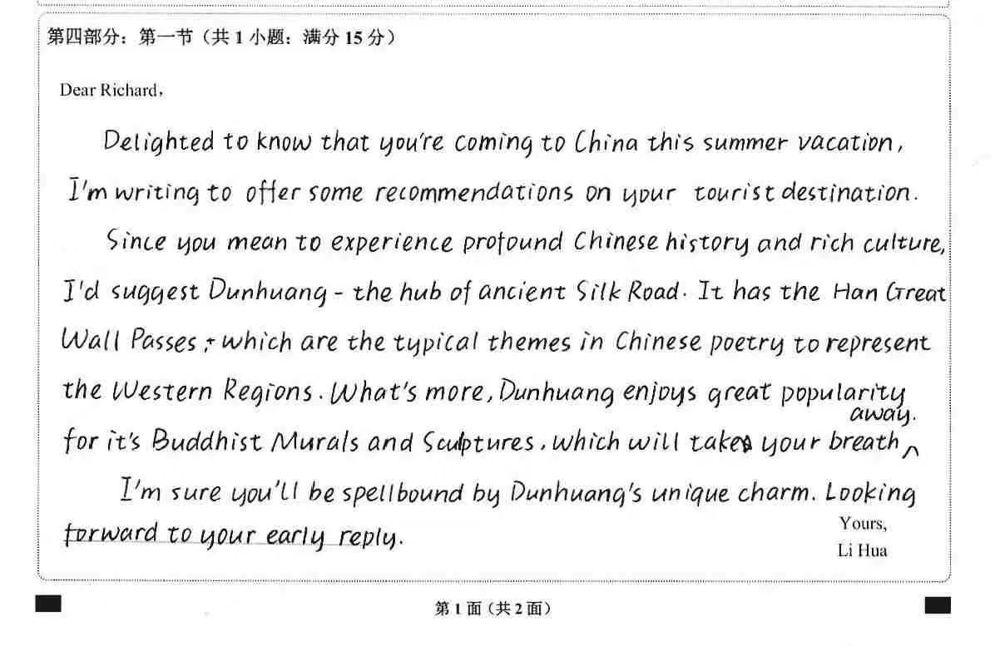 第四部分：第一节（共 1 小题：满分 15 分）
Dear Richard,
Delighted to know that you're coming to China this summer vacation,
I'm writing to offer some recommendations on your tourist destination.
Since you mean to experience profound Chinese history and rich culture,
I'd suggest Dunhuang - the hub of ancient Silk Road. It has the Han Great
Wall Passes, which are the typical themes in Chinese poetry to represent
the Western Regions. What's more, Dunhuang enjoys great popularity
for it's Buddhist Murals and Sculptures, which will take your breath away.
I'm sure you'll be spellbound by Dunhuang's unique charm. Looking
forward to your early reply.
Yours,
Li Hua
第 1 面（共 2 面）